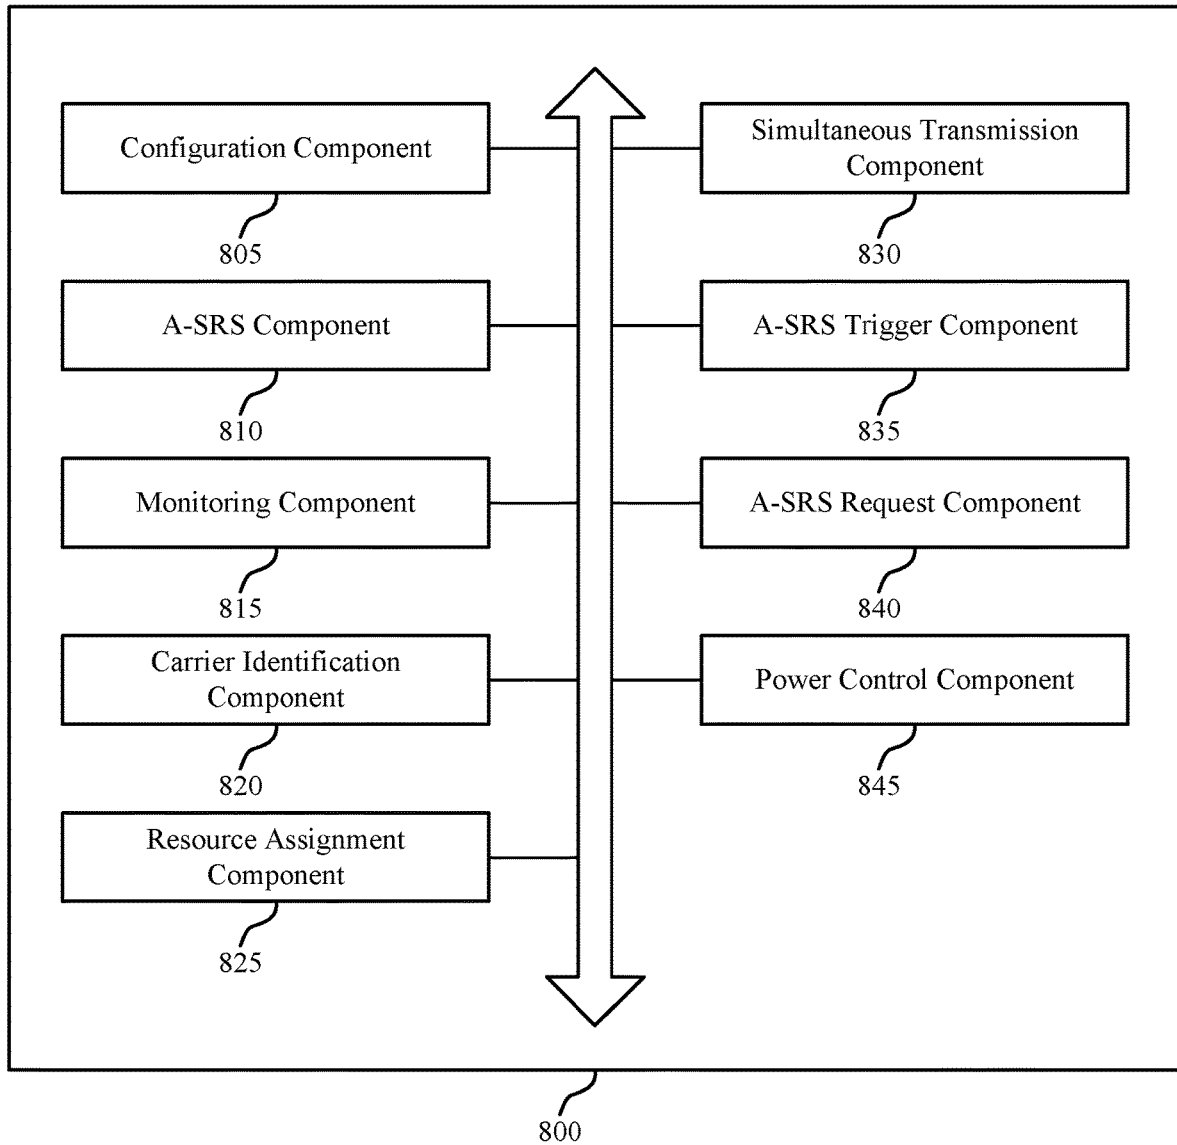 Configuration Component
805
A-SRS Component
810
Monitoring Component
815
Carrier Identification
Component
820
Resource Assignment
Component
825
Simultaneous Transmission
Component
830
A-SRS Trigger Component
835
A-SRS Request Component
840
Power Control Component
845
800